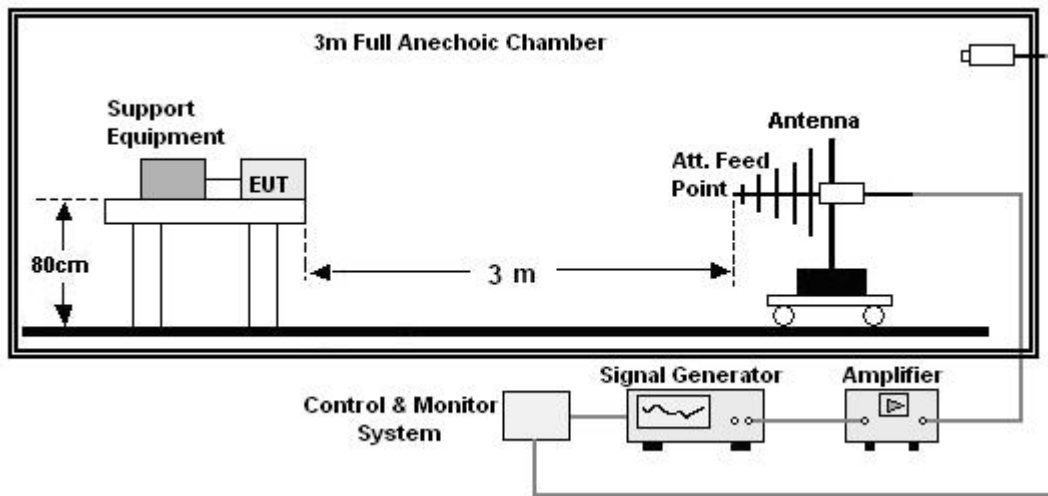 3m Full Anechoic Chamber
Support
Equipment
EUT
80cm
3 m
Antenna
Att. Feed
Point
Signal Generator
Amplifier
Control & Monitor
System